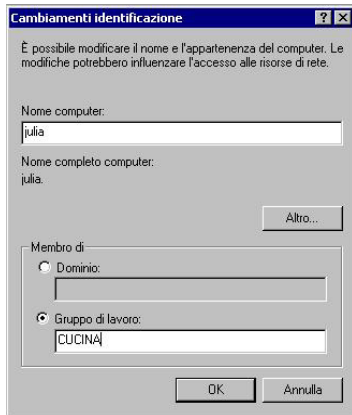 Cambiamenti identificazione
È possibile modificare il nome e l'appartenenza del computer. Le
modifiche potrebbero influenzare l'accesso alle risorse di rete.
Nome computer:
julia
Nome completo computer:
julia.
Altro...
Membro di
Dominio:
Gruppo di lavoro:
CUCINA
OK
Annulla